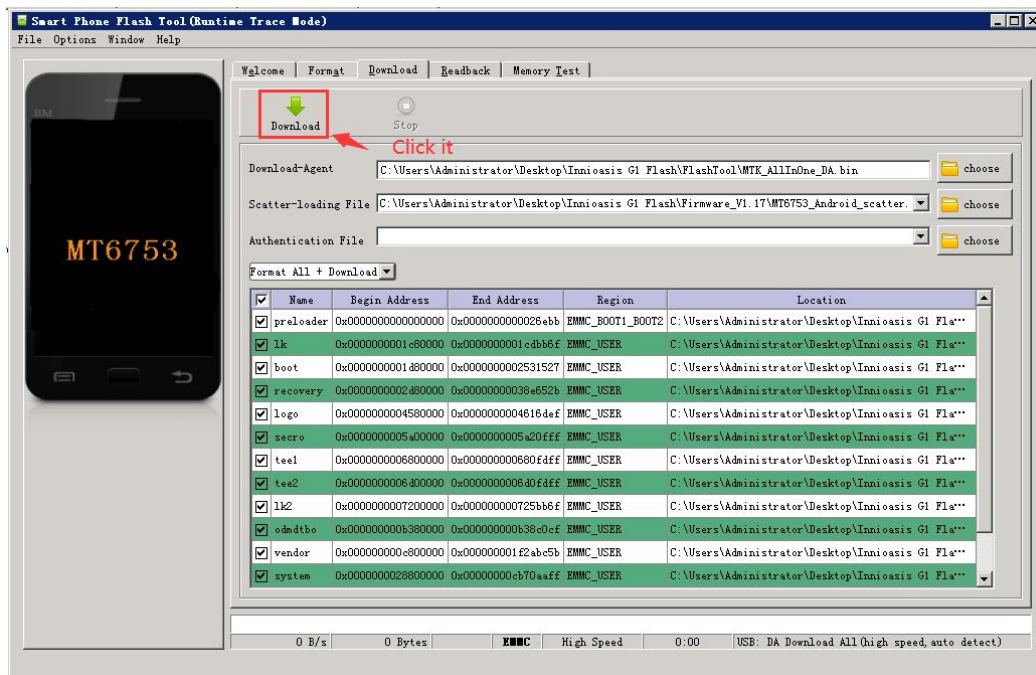 Smart Phone Flash Tool(Runtime Trace Mode)
File Options Window Help
BM
MT6753
Welcome Format Download Readback Memory Test
Download Stop
Click it
Download-Agent C:\Users\Administrator\Desktop\Innioasis G1 Flash\FlashTool\MTK_AllInOne_DA.bin choose
Scatter-loading File C:\Users\Administrator\Desktop\Innioasis G1 Flash\Firmware_V1.17\MT6753_Android_scatter. choose
Authentication File choose
Format All + Download
Name Begin Address End Address Region Location
preloader 0x0000000000000000 0x0000000000026ebb EMMC_BOOT1_BOOT2 C:\Users\Administrator\Desktop\Innioasis G1 Fla···
lk 0x0000000001c80000 0x0000000001cdbb6f EMMC_USER C:\Users\Administrator\Desktop\Innioasis G1 Fla···
boot 0x0000000001d80000 0x0000000002531527 EMMC_USER C:\Users\Administrator\Desktop\Innioasis G1 Fla···
recovery 0x0000000002d80000 0x00000000038e652b EMMC_USER C:\Users\Administrator\Desktop\Innioasis G1 Fla···
logo 0x0000000004580000 0x0000000004616def EMMC_USER C:\Users\Administrator\Desktop\Innioasis G1 Fla···
secro 0x0000000005a00000 0x0000000005a20fff EMMC_USER C:\Users\Administrator\Desktop\Innioasis G1 Fla···
tee1 0x0000000006800000 0x000000000680fdff EMMC_USER C:\Users\Administrator\Desktop\Innioasis G1 Fla···
tee2 0x0000000006d00000 0x0000000006d0fdff EMMC_USER C:\Users\Administrator\Desktop\Innioasis G1 Fla···
lk2 0x0000000007200000 0x000000000725bb6f EMMC_USER C:\Users\Administrator\Desktop\Innioasis G1 Fla···
odmdtbo 0x000000000b380000 0x000000000b38c0cf EMMC_USER C:\Users\Administrator\Desktop\Innioasis G1 Fla···
vendor 0x000000000c800000 0x000000001f2abc5b EMMC_USER C:\Users\Administrator\Desktop\Innioasis G1 Fla···
system 0x0000000028800000 0x00000000cb70aaff EMMC_USER C:\Users\Administrator\Desktop\Innioasis G1 Fla···
0 B/s 0 Bytes EMMC High Speed 0:00 USB: DA Download All(high speed, auto detect)